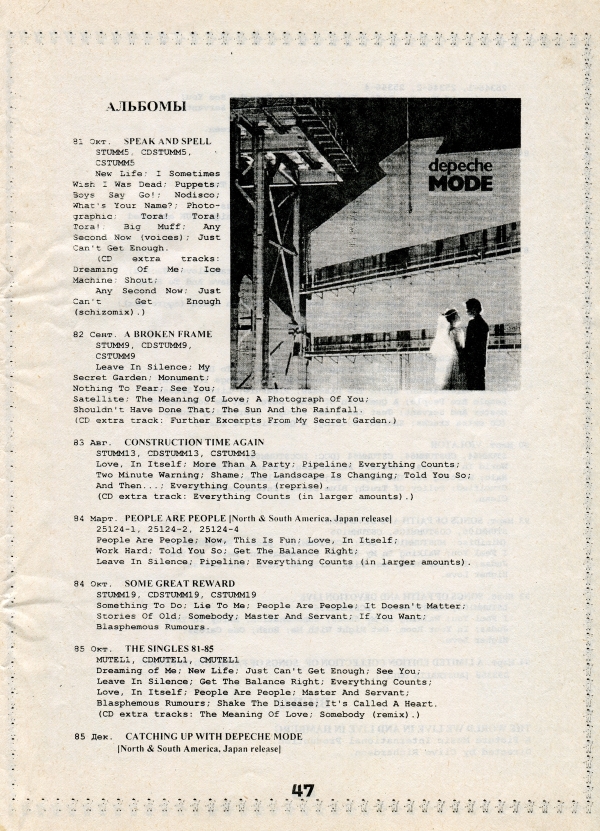 АЛЬБОМЫ
depeche
MODE
81 Окт. SPEAK AND SPELL
STUMM5, CDSTUMM5,
CSTUMM5
New Life; I Sometimes
Wish I Was Dead; Puppets;
Boys Say Go!; Nodisco;
What's Your Name?; Photo-
graphic; Tora! Tora!
Tora!; Big Muff; Any
Second Now (voices); Just
Can't Get Enough.
(CD extra tracks:
Dreaming Of Me; Ice
Machine; Shout;
Any Second Now; Just
Can't Get Enough
(schizomix).)
82 Сент. A BROKEN FRAME
STUMM9, CDSTUMM9,
CSTUMM9
Leave In Silence; My
Secret Garden; Monument;
Nothing To Fear; See You;
Satellite; The Meaning Of Love; A Photograph Of You;
Shouldn't Have Done That; The Sun And the Rainfall.
(CD extra track: Further Excerpts From My Secret Garden.)
83 Авг. CONSTRUCTION TIME AGAIN
STUMM13, CDSTUMM13, CSTUMM13
Love, In Itself; More Than A Party; Pipeline; Everything Counts;
Two Minute Warning; Shame; The Landscape Is Changing; Told You So;
And Then...; Everything Counts (reprise).
(CD extra track: Everything Counts (in larger amounts).)
84 Март. PEOPLE ARE PEOPLE [North & South America, Japan release]
25124-1, 25124-2, 25124-4
People Are People; Now, This Is Fun; Love, In Itself;
Work Hard; Told You So; Get The Balance Right;
Leave In Silence; Pipeline; Everything Counts (in larger amounts).
84 Окт. SOME GREAT REWARD
STUMM19, CDSTUMM19, CSTUMM19
Something To Do; Lie To Me; People Are People; It Doesn't Matter;
Stories Of Old; Somebody; Master And Servant; If You Want;
Blasphemous Rumours.
85 Окт. THE SINGLES 81-85
MUTEL1, CDMUTEL1, CMUTEL1
Dreaming of Me; New Life; Just Can't Get Enough; See You;
Leave In Silence; Get The Balance Right; Everything Counts;
Love, In Itself; People Are People; Master And Servant;
Blasphemous Rumours; Shake The Disease; It's Called A Heart.
(CD extra tracks: The Meaning Of Love; Somebody (remix).)
85 Дек. CATCHING UP WITH DEPECHE MODE
[North & South America, Japan release]
47